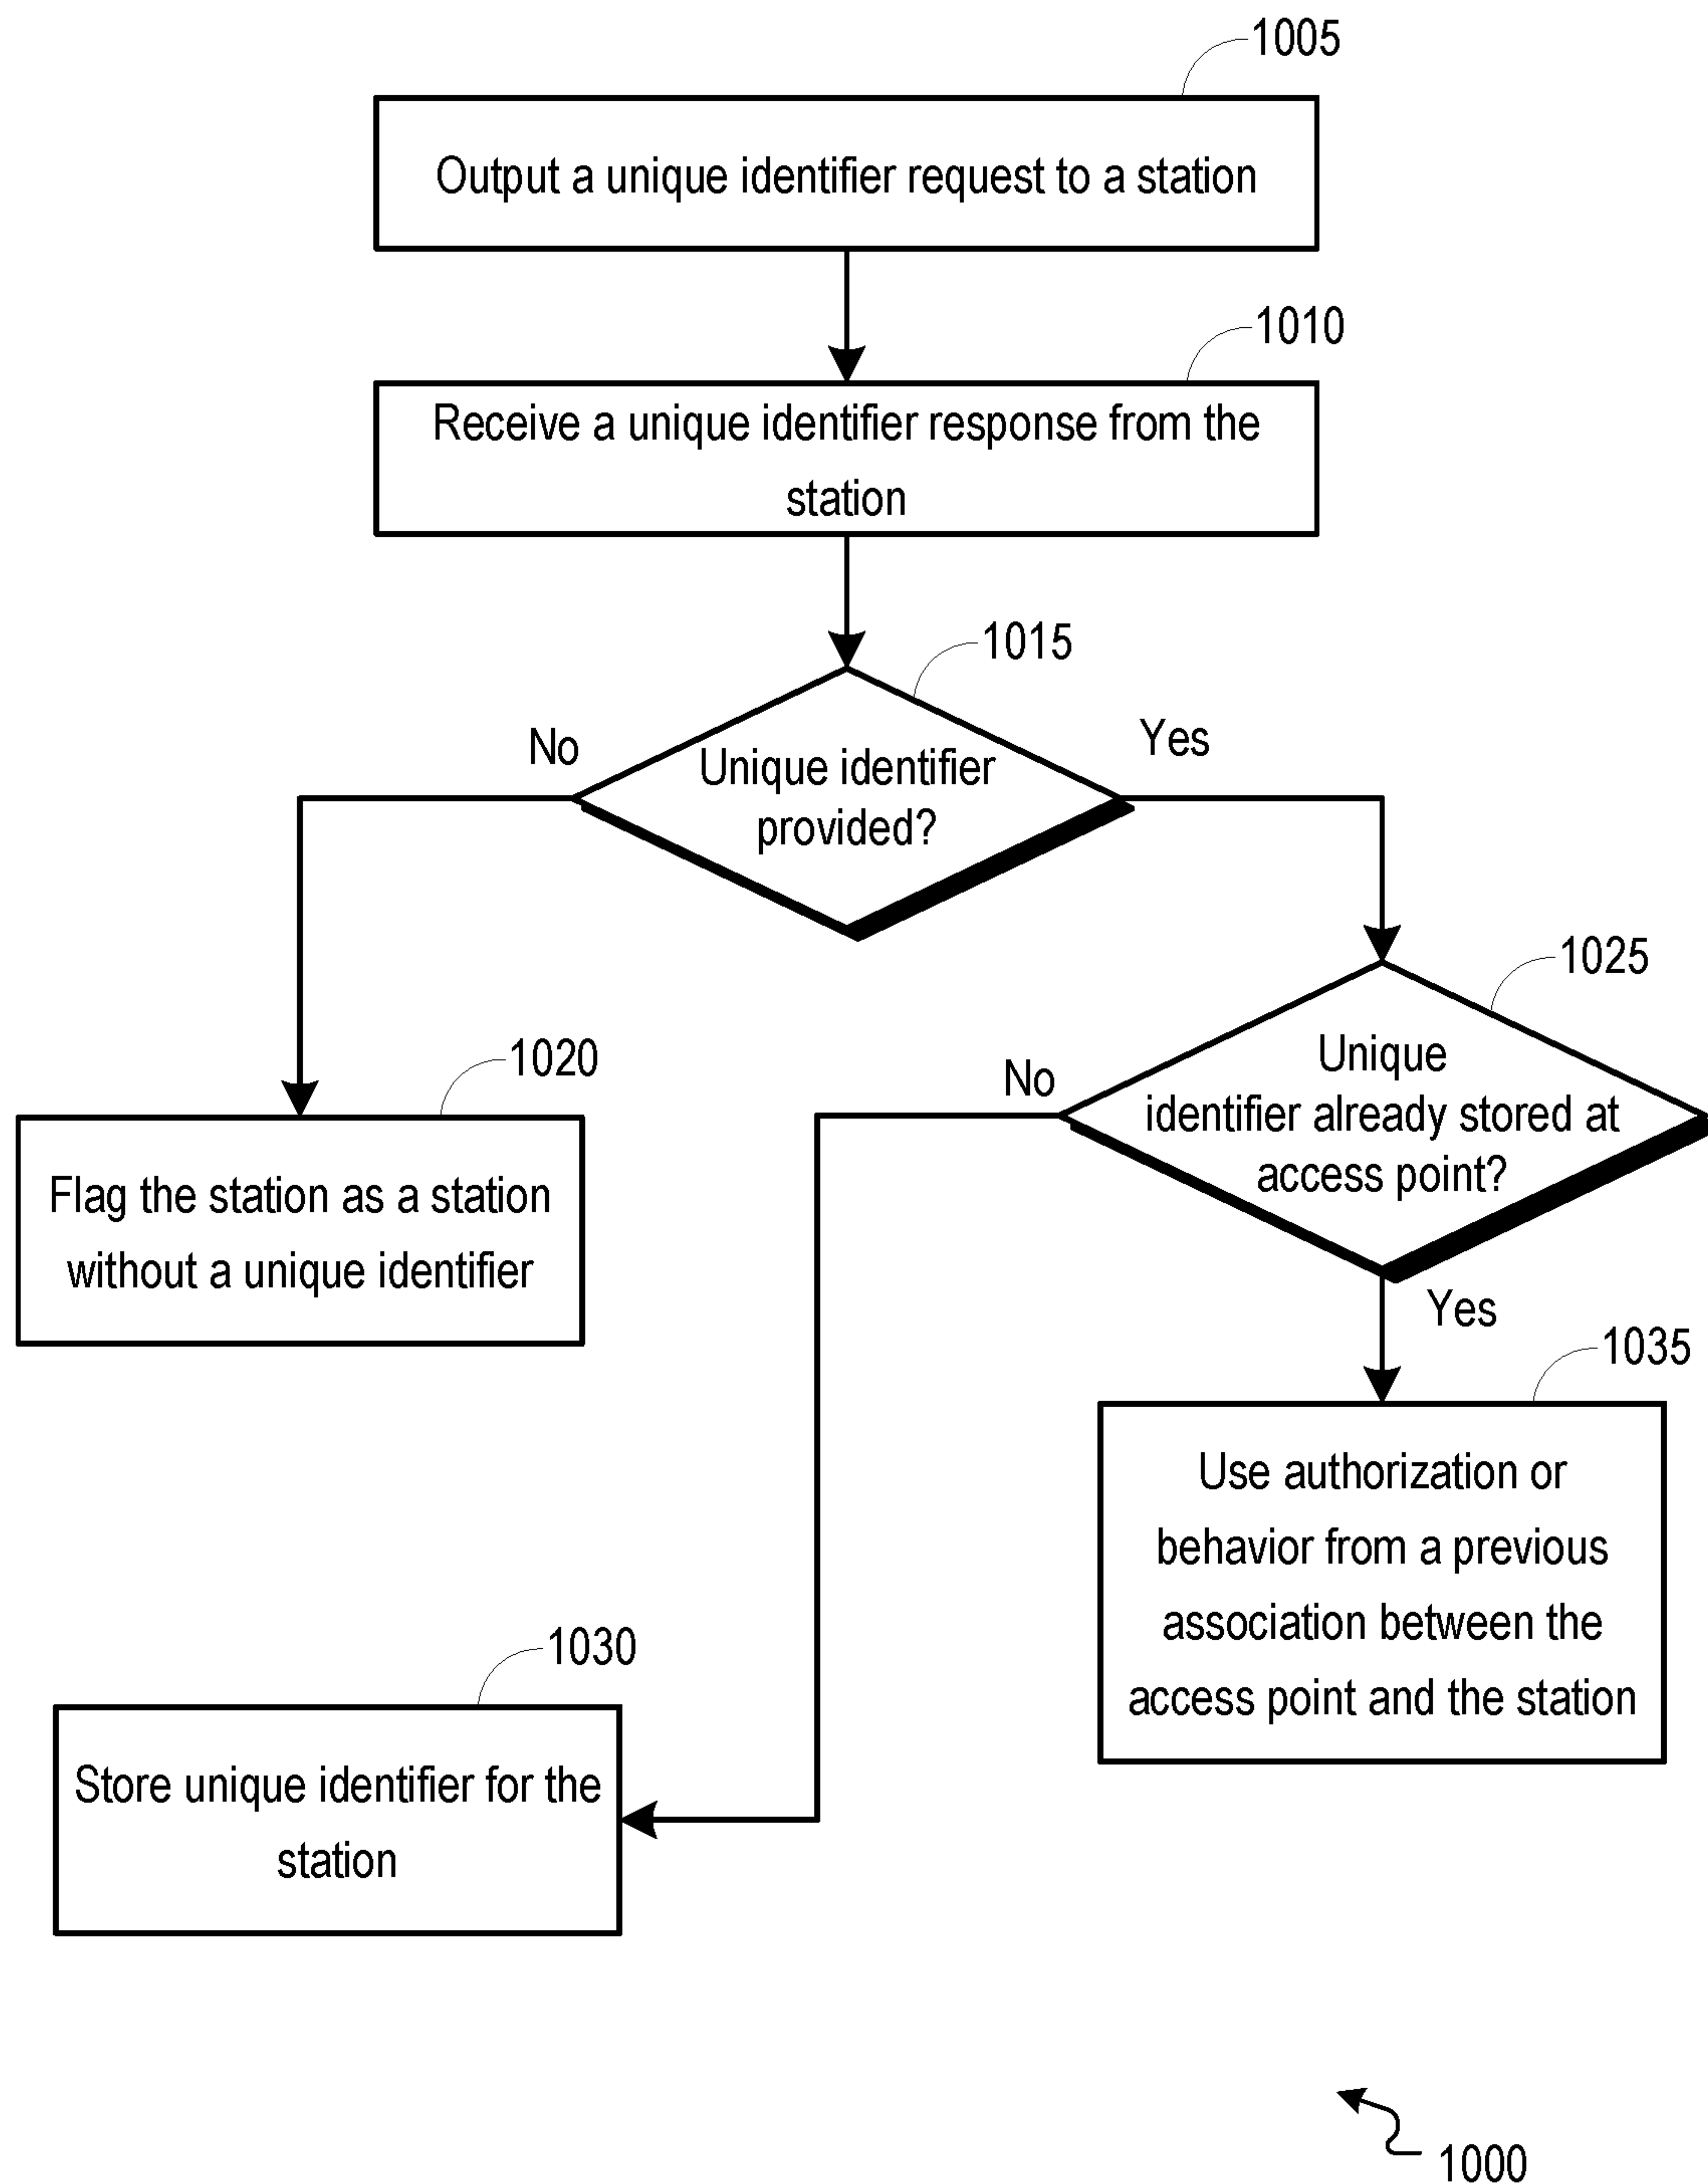 1005
Output a unique identifier request to a station
1010
Receive a unique identifier response from the
station
1015
No
Yes
Unique identifier
provided?
1025
1020
No
Unique
identifier already stored at
access point?
Flag the station as a station
without a unique identifier
Yes
1035
Use authorization or
behavior from a previous
association between the
access point and the station
1030
Store unique identifier for the
station
1000